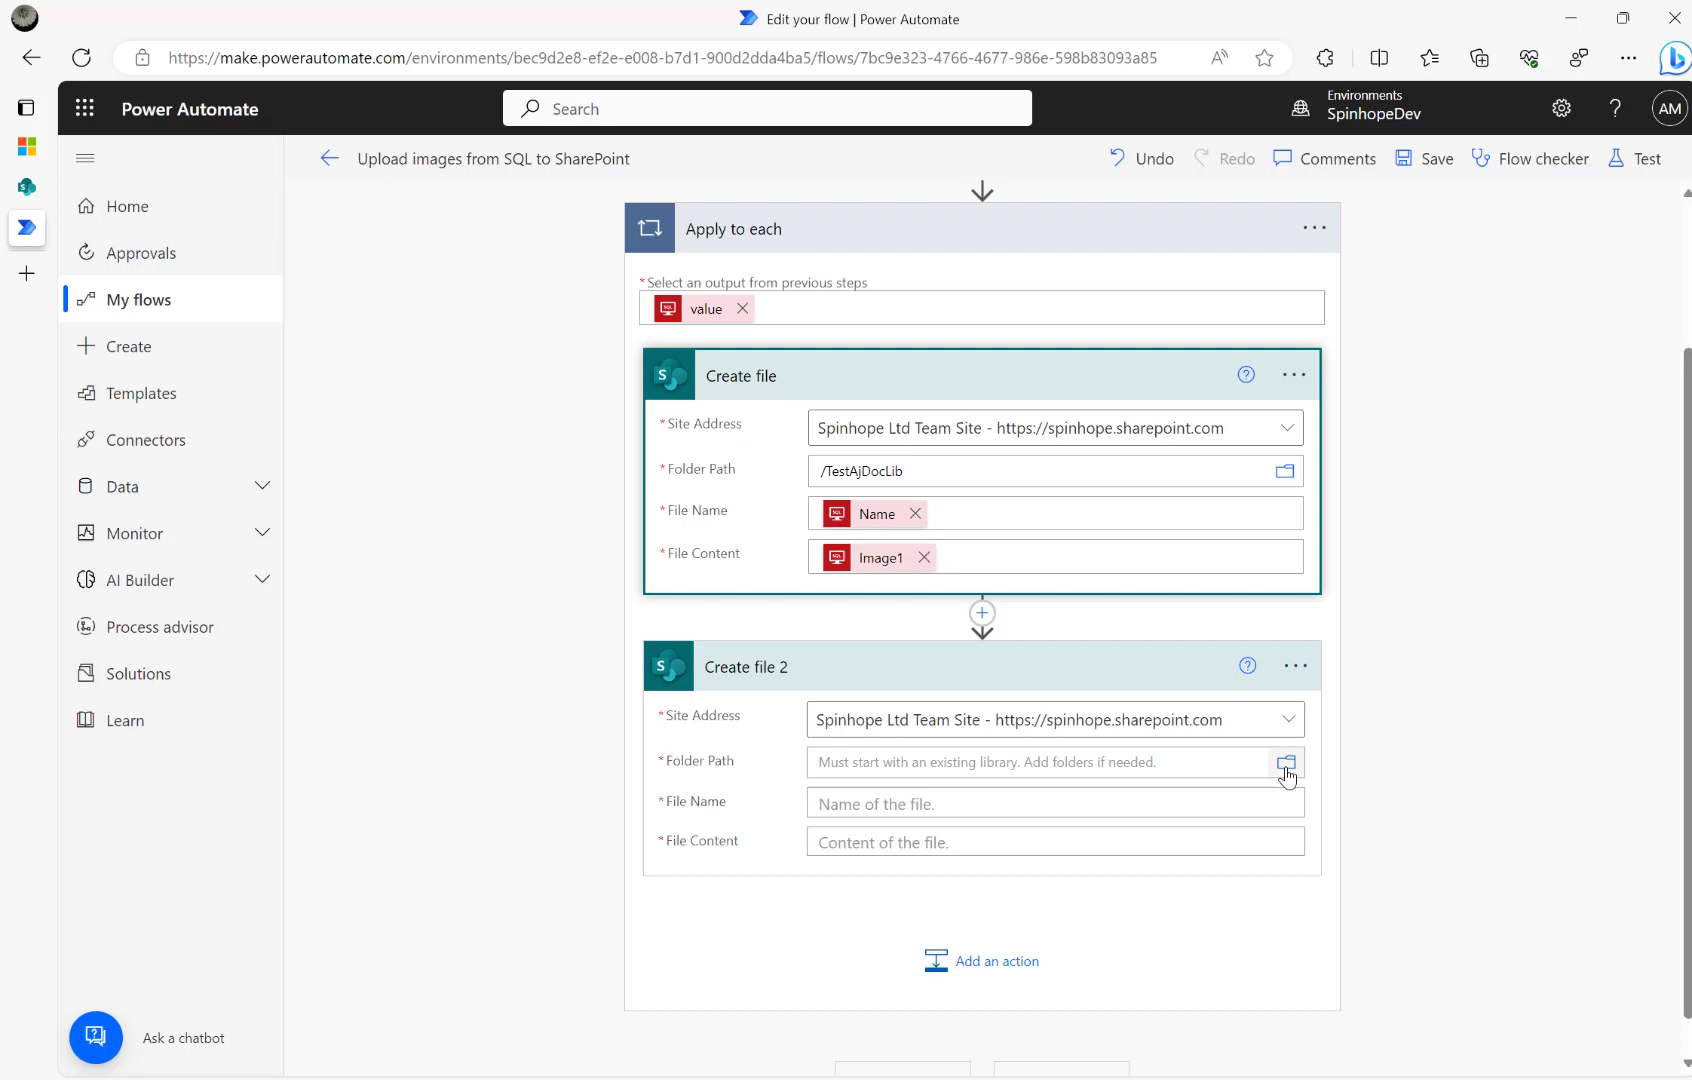 Edit your flow | Power Automate
https://make.powerautomate.com/environments/bec9d2e8-ef2e-e008-b7d1-900d2dda4ba5/flows/7bc9e323-4766-4677-986e-598b83093a85
Power Automate
Search
Environments
SpinhopeDev
?
AM
Upload images from SQL to SharePoint
Undo
Redo
Comments
Save
Flow checker
Test
Home
Approvals
My flows
Create
Templates
Connectors
Data
Monitor
AI Builder
Process advisor
Solutions
Learn
Ask a chatbot
Apply to each
* Select an output from previous steps
value
Create file
* Site Address
Spinhope Ltd Team Site - https://spinhope.sharepoint.com
* Folder Path
/TestAjDocLib
* File Name
Name
* File Content
Image1
Create file 2
* Site Address
Spinhope Ltd Team Site - https://spinhope.sharepoint.com
* Folder Path
Must start with an existing library. Add folders if needed.
* File Name
Name of the file.
* File Content
Content of the file.
Add an action